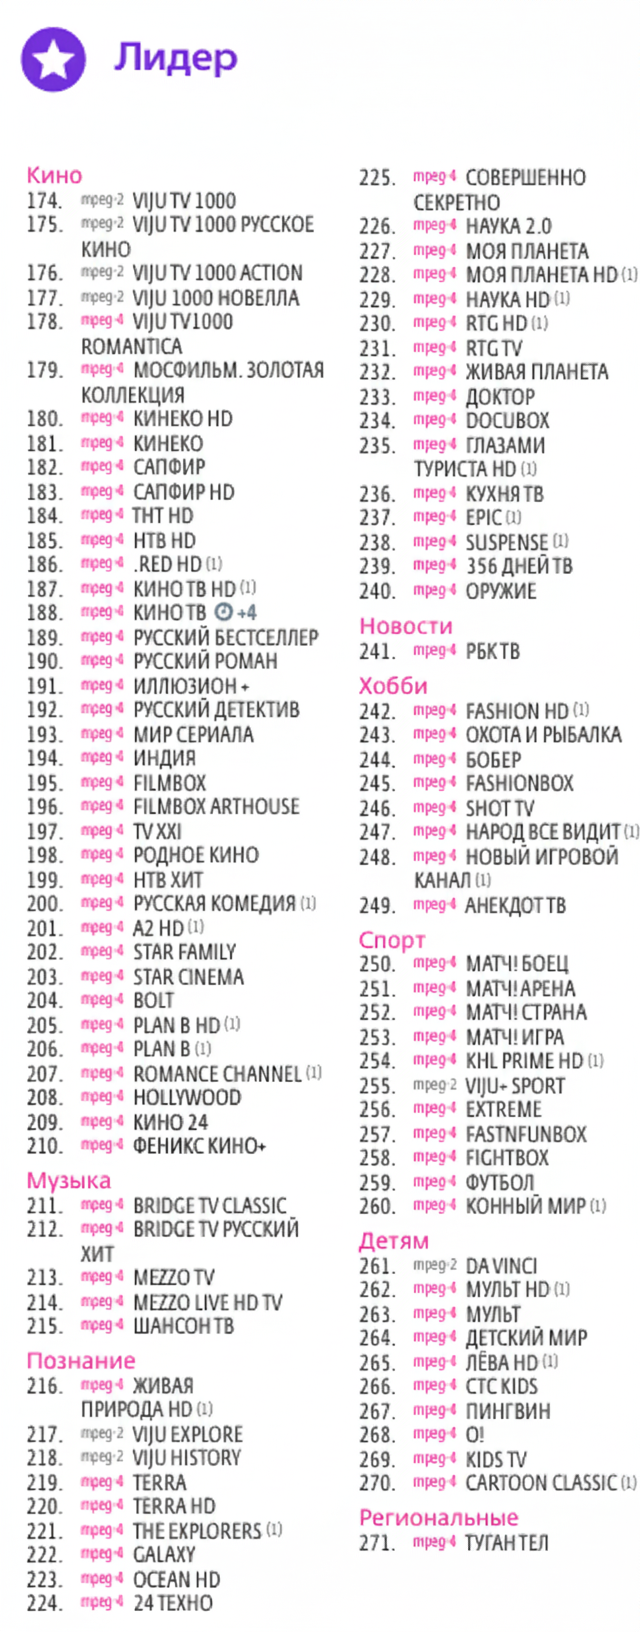 Лидер
Кино
174. mpeg-2 VIJU TV 1000
175. mpeg-2 VIJU TV 1000 РУССКОЕ
КИНО
176. mpeg-2 VIJU TV 1000 ACTION
177. mpeg-2 VIJU 1000 НОВЕЛЛА
178. mpeg-4 VIJU TV1000
ROMANTICA
179. mpeg-4 МОСФИЛЬМ. ЗОЛОТАЯ
КОЛЛЕКЦИЯ
180. mpeg-4 КИНЕКО HD
181. mpeg-4 КИНЕКО
182. mpeg-4 САПФИР
183. mpeg-4 САПФИР HD
184. mpeg-4 ТНТ HD
185. mpeg-4 НТВ HD
186. mpeg-4 .RED HD (1)
187. mpeg-4 КИНО ТВ HD (1)
188. mpeg-4 КИНО ТВ +4
189. mpeg-4 РУССКИЙ БЕСТСЕЛЛЕР
190. mpeg-4 РУССКИЙ РОМАН
191. mpeg-4 ИЛЛЮЗИОН +
192. mpeg-4 РУССКИЙ ДЕТЕКТИВ
193. mpeg-4 МИР СЕРИАЛА
194. mpeg-4 ИНДИЯ
195. mpeg-4 FILMBOX
196. mpeg-4 FILMBOX ARTHOUSE
197. mpeg-4 TV XXI
198. mpeg-4 РОДНОЕ КИНО
199. mpeg-4 НТВ ХИТ
200. mpeg-4 РУССКАЯ КОМЕДИЯ (1)
201. mpeg-4 A2 HD (1)
202. mpeg-4 STAR FAMILY
203. mpeg-4 STAR CINEMA
204. mpeg-4 BOLT
205. mpeg-4 PLAN B HD (1)
206. mpeg-4 PLAN B (1)
207. mpeg-4 ROMANCE CHANNEL (1)
208. mpeg-4 HOLLYWOOD
209. mpeg-4 КИНО 24
210. mpeg-4 ФЕНИКС КИНО+
Музыка
211. mpeg-4 BRIDGE TV CLASSIC
212. mpeg-4 BRIDGE TV РУССКИЙ
ХИТ
213. mpeg-4 MEZZO TV
214. mpeg-4 MEZZO LIVE HD TV
215. mpeg-4 ШАНСОН ТВ
Познание
216. mpeg-4 ЖИВАЯ
ПРИРОДА HD (1)
217. mpeg-2 VIJU EXPLORE
218. mpeg-2 VIJU HISTORY
219. mpeg-4 TERRA
220. mpeg-4 TERRA HD
221. mpeg-4 THE EXPLORERS (1)
222. mpeg-4 GALAXY
223. mpeg-4 OCEAN HD
224. mpeg-4 24 ТЕХНО
225. mpeg-4 СОВЕРШЕННО
СЕКРЕТНО
226. mpeg-4 НАУКА 2.0
227. mpeg-4 МОЯ ПЛАНЕТА
228. mpeg-4 МОЯ ПЛАНЕТА HD (1)
229. mpeg-4 НАУКА HD (1)
230. mpeg-4 RTG HD (1)
231. mpeg-4 RTG TV
232. mpeg-4 ЖИВАЯ ПЛАНЕТА
233. mpeg-4 ДОКТОР
234. mpeg-4 DOCUBOX
235. mpeg-4 ГЛАЗАМИ
ТУРИСТА HD (1)
236. mpeg-4 КУХНЯ ТВ
237. mpeg-4 EPIC (1)
238. mpeg-4 SUSPENSE (1)
239. mpeg-4 356 ДНЕЙ ТВ
240. mpeg-4 ОРУЖИЕ
Новости
241. mpeg-4 РБК ТВ
Хобби
242. mpeg-4 FASHION HD (1)
243. mpeg-4 ОХОТА И РЫБАЛКА
244. mpeg-4 БОБЕР
245. mpeg-4 FASHIONBOX
246. mpeg-4 SHOT TV
247. mpeg-4 НАРОД ВСЕ ВИДИТ (1)
248. mpeg-4 НОВЫЙ ИГРОВОЙ
КАНАЛ (1)
249. mpeg-4 АНЕКДОТ ТВ
Спорт
250. mpeg-4 МАТЧ! БОЕЦ
251. mpeg-4 МАТЧ! АРЕНА
252. mpeg-4 МАТЧ! СТРАНА
253. mpeg-4 МАТЧ! ИГРА
254. mpeg-4 KHL PRIME HD (1)
255. mpeg-2 VIJU+ SPORT
256. mpeg-4 EXTREME
257. mpeg-4 FASTNFUNBOX
258. mpeg-4 FIGHTBOX
259. mpeg-4 ФУТБОЛ
260. mpeg-4 КОННЫЙ МИР (1)
Детям
261. mpeg-2 DA VINCI
262. mpeg-4 МУЛЬТ HD (1)
263. mpeg-4 МУЛЬТ
264. mpeg-4 ДЕТСКИЙ МИР
265. mpeg-4 ЛЁВА HD (1)
266. mpeg-4 СТС KIDS
267. mpeg-4 ПИНГВИН
268. mpeg-4 О!
269. mpeg-4 KIDS TV
270. mpeg-4 CARTOON CLASSIC (1)
Региональные
271. mpeg-4 ТУГАН ТЕЛ